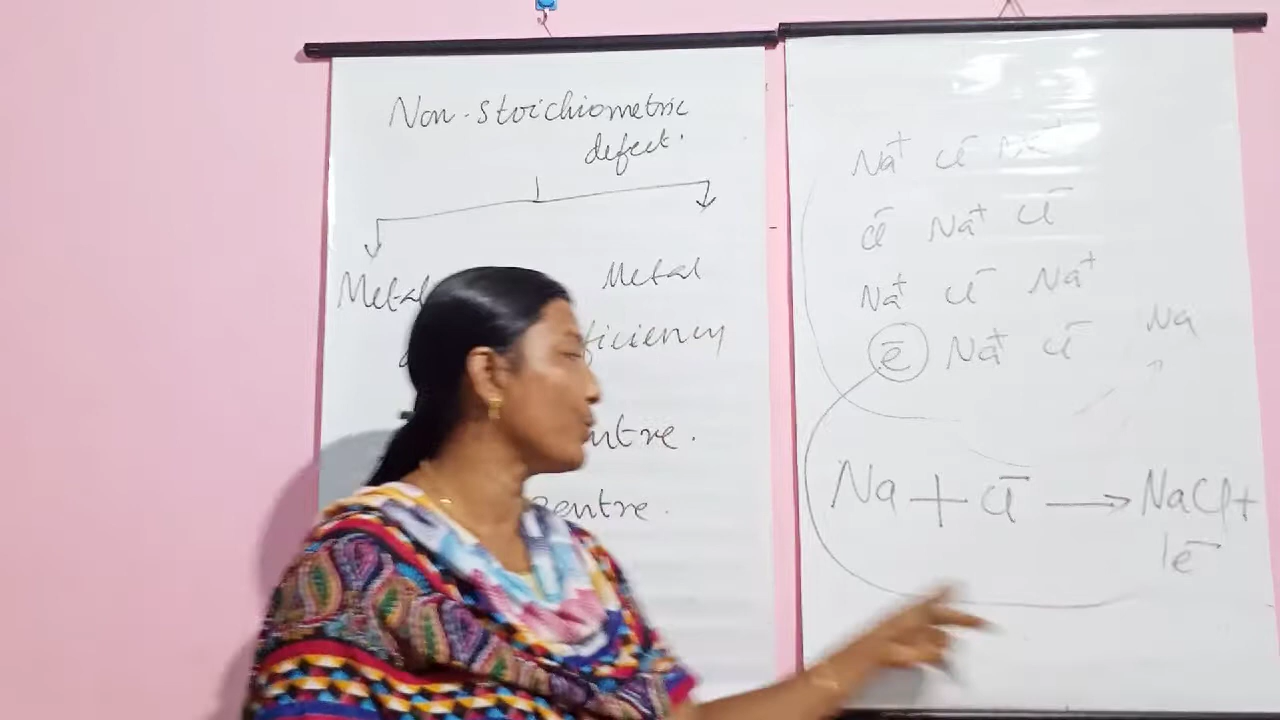 Non-stoichiometric
defect.
Metal
Metal
ficiency
ntre.
entre.
Na+ Cl-
Cl- Na+ Cl-
Na+ Cl- Na+
e- Na+ Cl-
Na
Na + Cl- → NaCl +
1e-